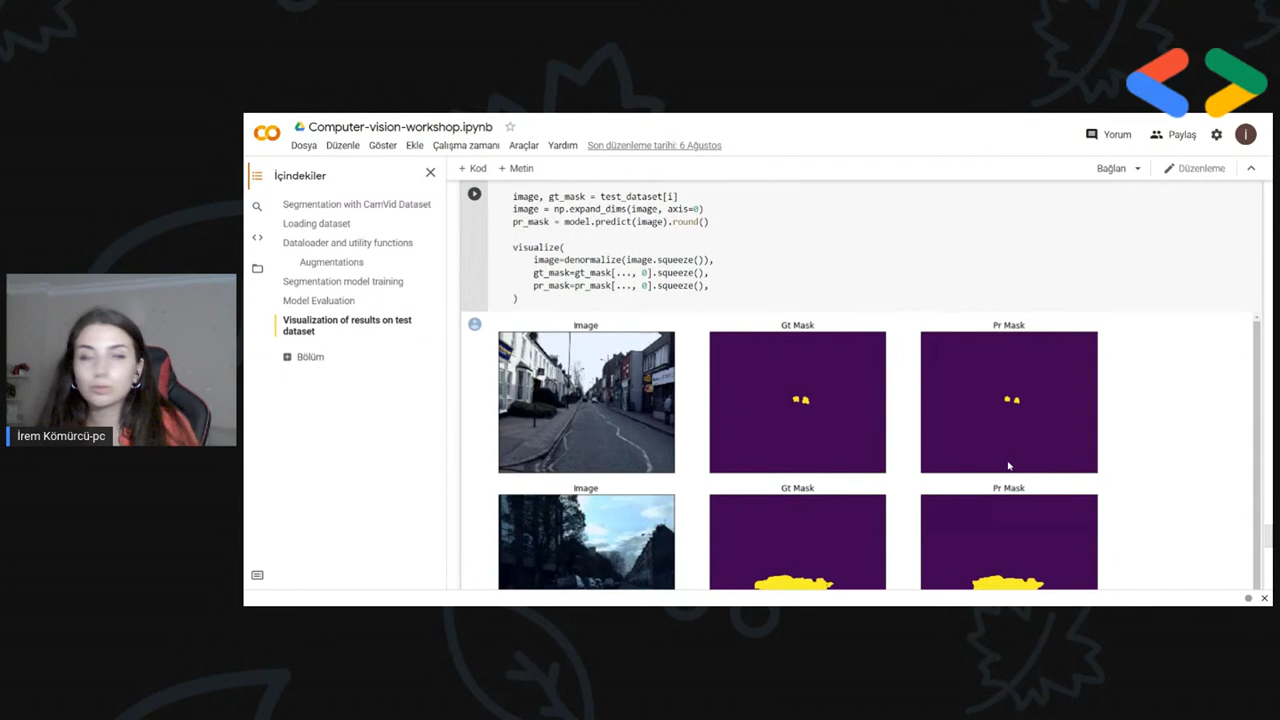 Computer-vision-workshop.ipynb
Dosya Düzenle Göster Ekle Çalışma zamanı Araçlar Yardım Son düzenleme tarihi: 6 Ağustos
Yorum Paylaş
i
İçindekiler
Segmentation with CamVid Dataset
Loading dataset
Dataloader and utility functions
Augmentations
Segmentation model training
Model Evaluation
Visualization of results on test
dataset
Bölüm
+ Kod + Metin
Bağlan Düzenleme
image, gt_mask = test_dataset[i]
image = np.expand_dims(image, axis=0)
pr_mask = model.predict(image).round()
visualize(
image=denormalize(image.squeeze()),
gt_mask=gt_mask[..., 0].squeeze(),
pr_mask=pr_mask[..., 0].squeeze(),
)
Image Gt Mask Pr Mask
Image Gt Mask Pr Mask
İrem Kömürcü-pc